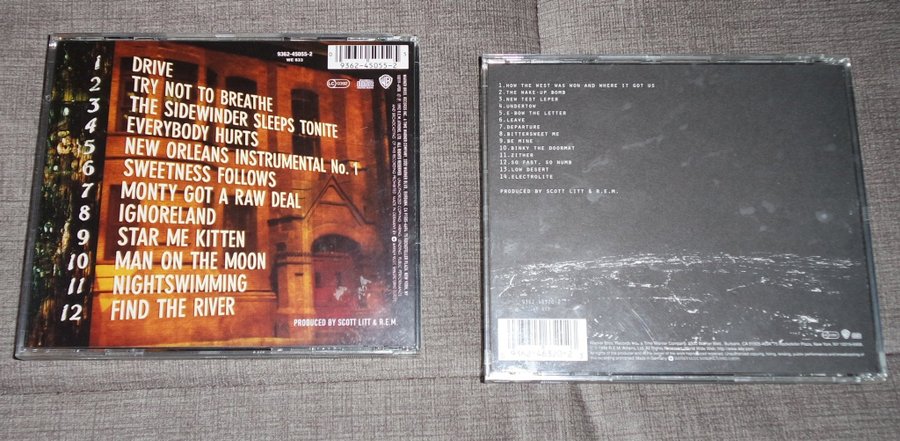 9362-45055-2
WE 833
9362-45055-2
1 DRIVE
2 TRY NOT TO BREATHE
3 THE SIDEWINDER SLEEPS TONITE
4 EVERYBODY HURTS
5 NEW ORLEANS INSTRUMENTAL No. 1
6 SWEETNESS FOLLOWS
7 MONTY GOT A RAW DEAL
8 IGNORELAND
9 STAR ME KITTEN
10 MAN ON THE MOON
11 NIGHTSWIMMING
12 FIND THE RIVER
PRODUCED BY SCOTT LITT & R.E.M.
1.HOW THE WEST WAS WON AND WHERE IT GOT US
2.THE WAKE-UP BOMB
3.NEW TEST LEPER
4.UNDERTOW
5.E-BOW THE LETTER
6.LEAVE
7.DEPARTURE
8.BITTERSWEET ME
9.BE MINE
10.BINKY THE DOORMAT
11.ZITHER
12.SO FAST, SO NUMB
13.LOW DESERT
14.ELECTROLITE
PRODUCED BY SCOTT LITT & R.E.M.